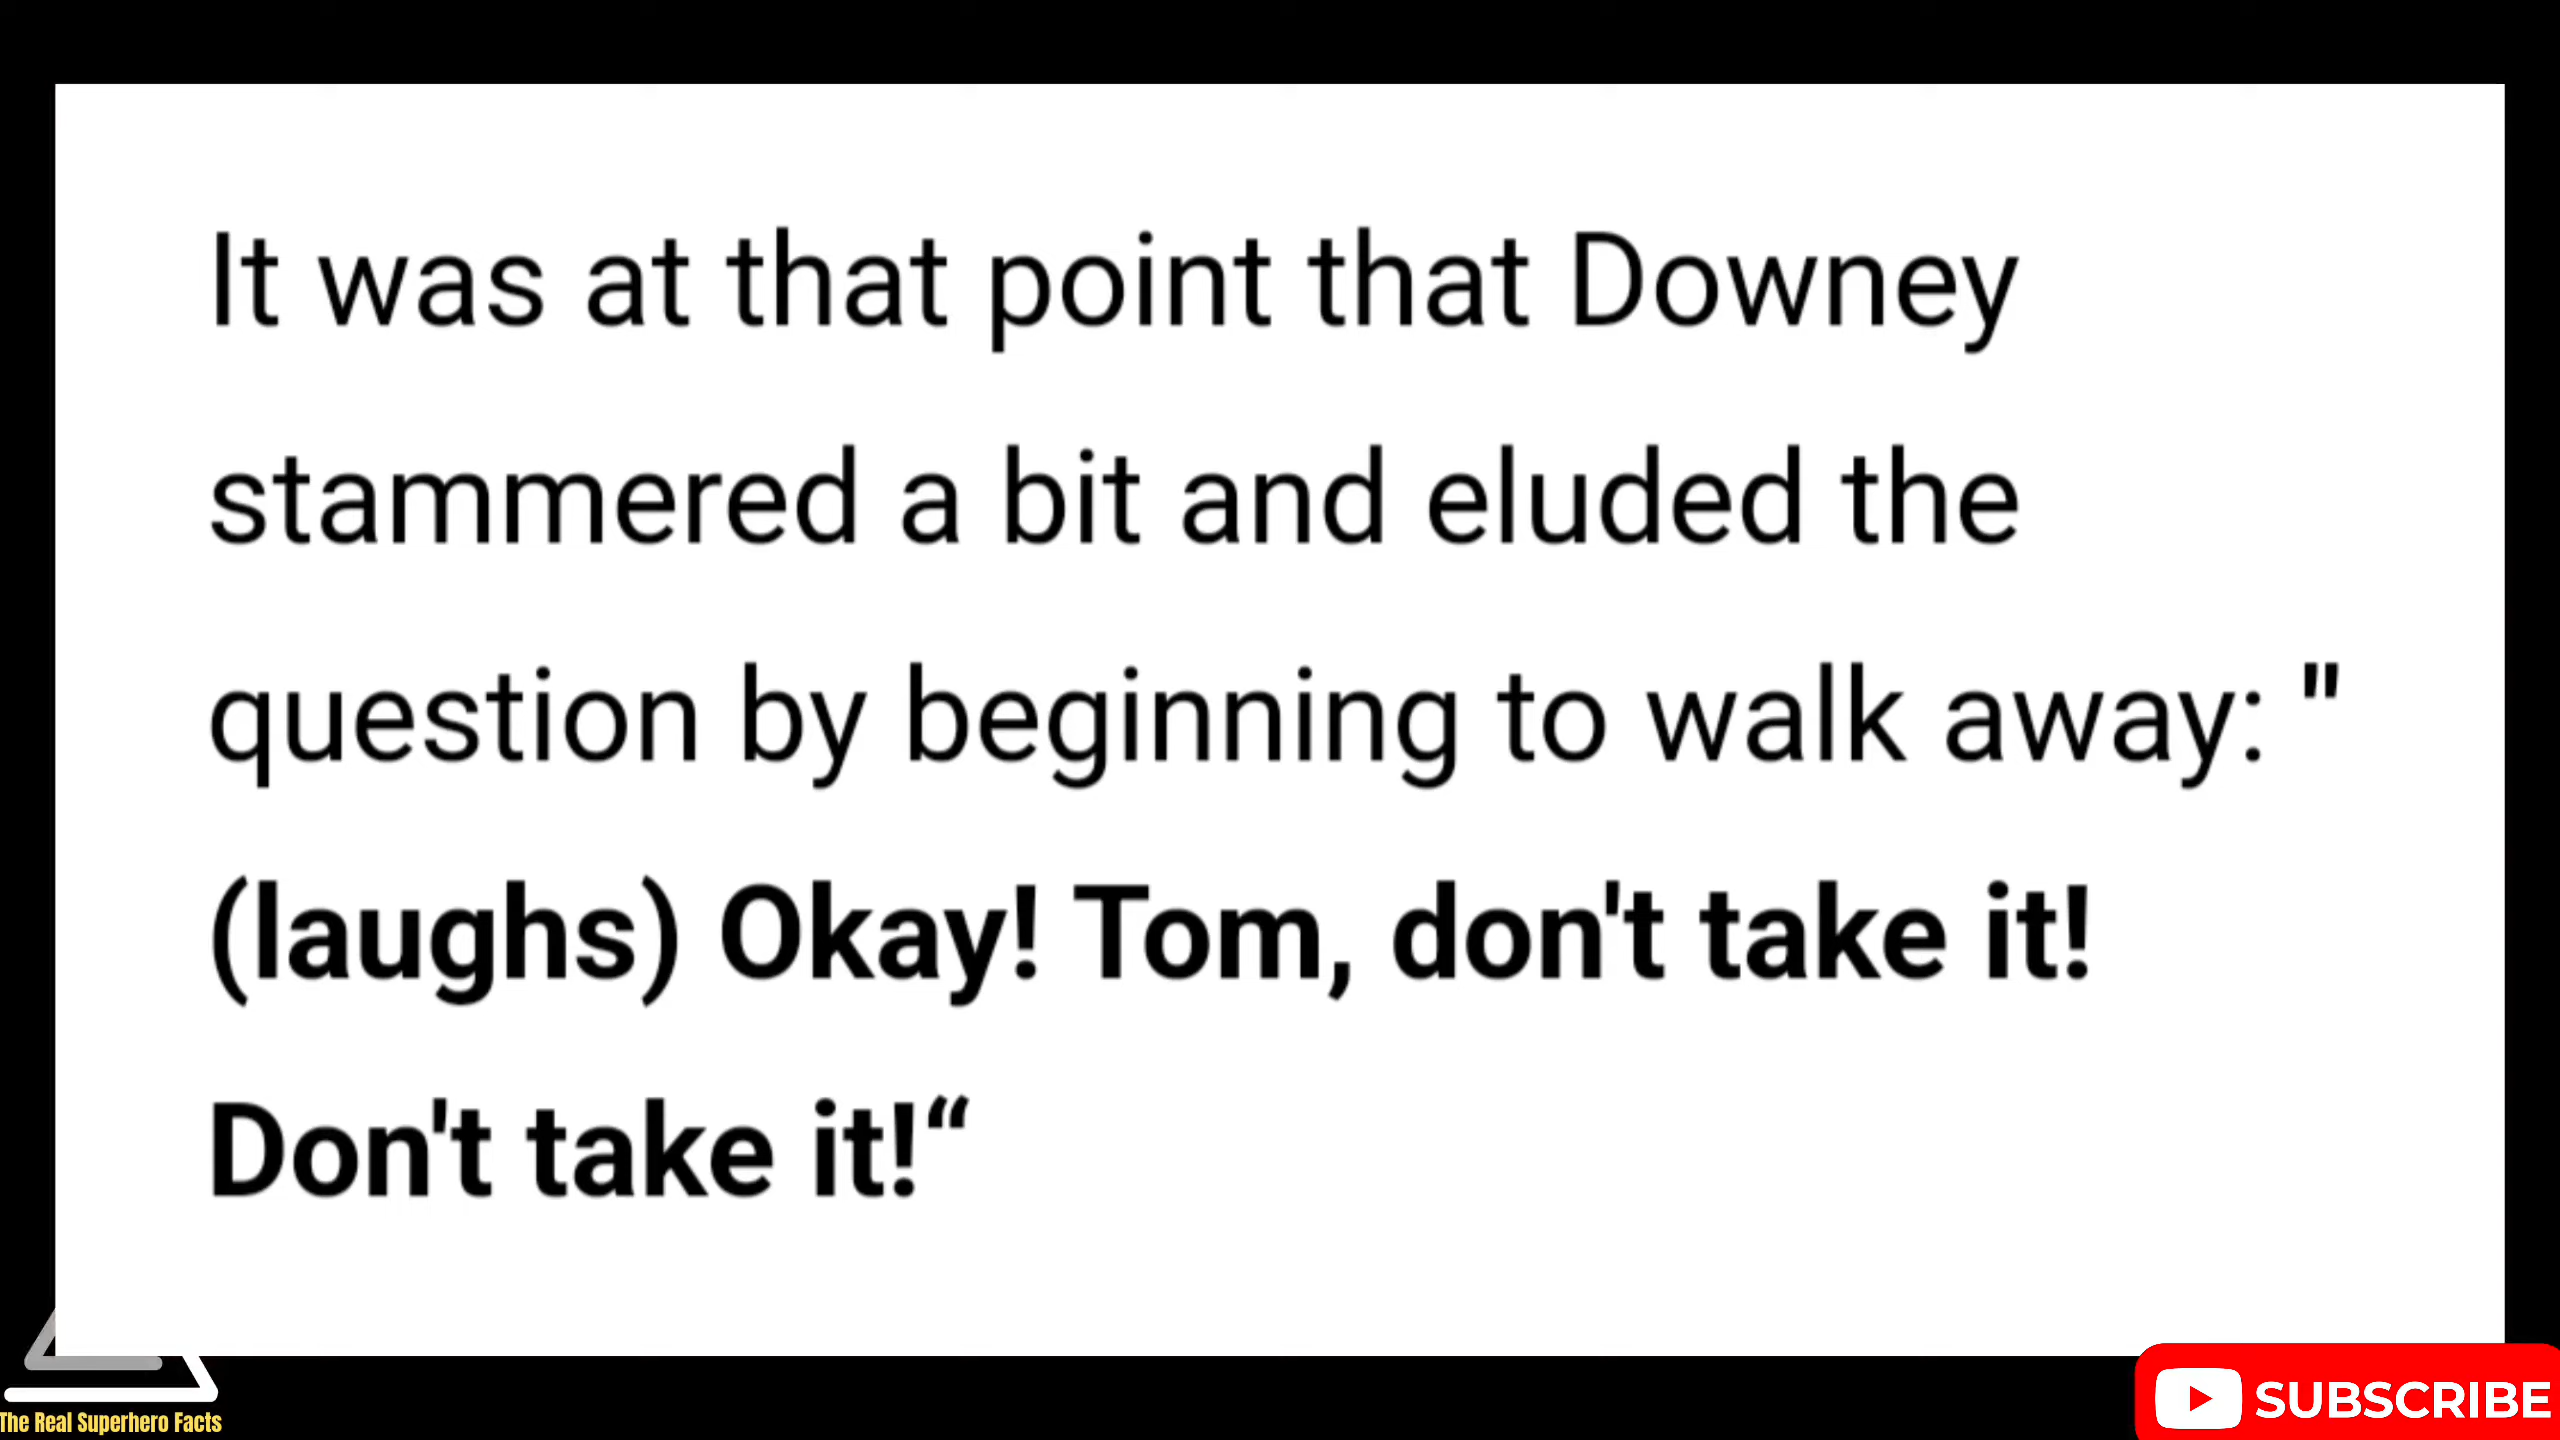 It was at that point that Downey
stammered a bit and eluded the
question by beginning to walk away: "
(laughs) Okay! Tom, don't take it!
Don't take it!“
The Real Superhero Facts
SUBSCRIBE